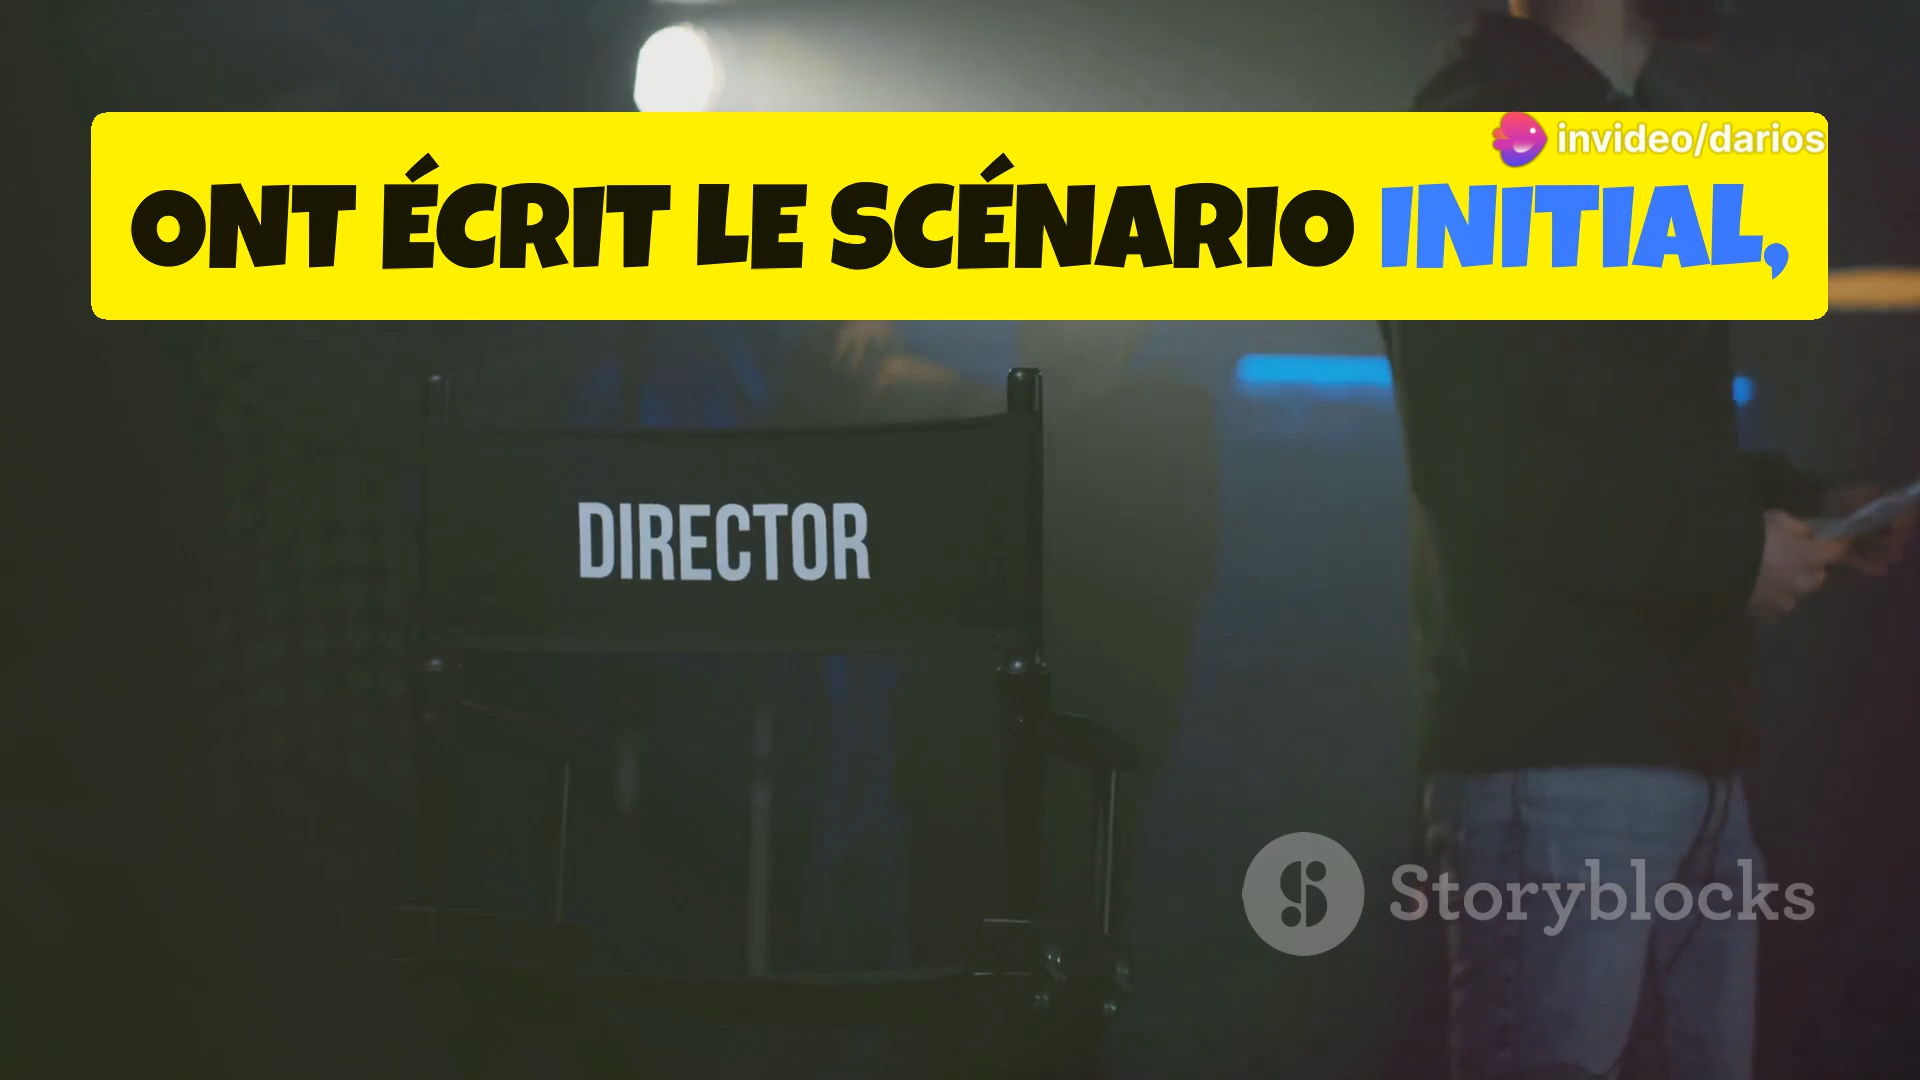 invideo/darios
ONT ÉCRIT LE SCÉNARIO INITIAL,
DIRECTOR
Storyblocks